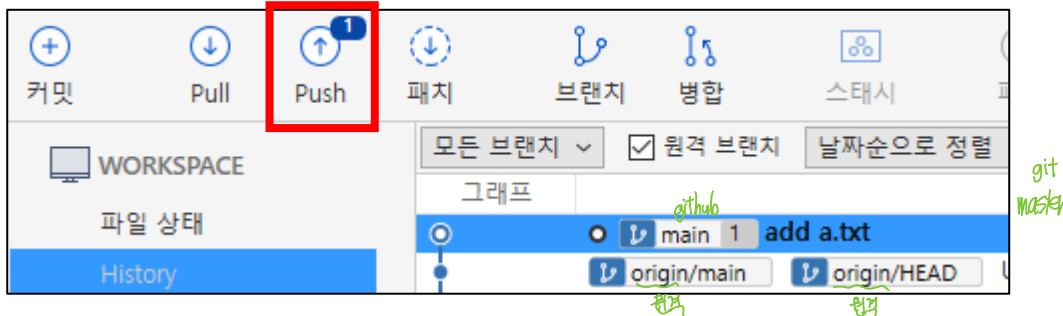 1
커밋 Pull Push 패치 브랜치 병합 스태시
WORKSPACE
모든 브랜치 원격 브랜치 날짜순으로 정렬
그래프
파일 상태
github
git
master
main 1 add a.txt
History
origin/main origin/HEAD
원격 원격